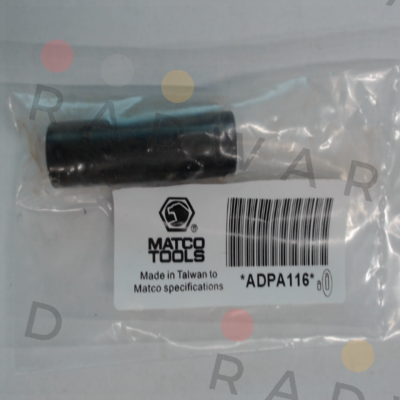 MATCO
TOOLS
®
Made in Taiwan to
Matco specifications
*ADPA116*